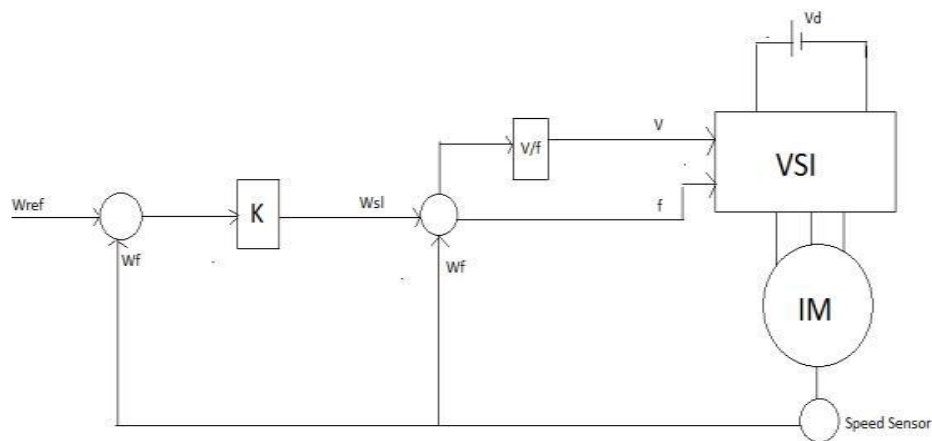 Vd
V/f
V
VSI
Wref
K
Wsl
f
Wf
Wf
IM
Speed Sensor